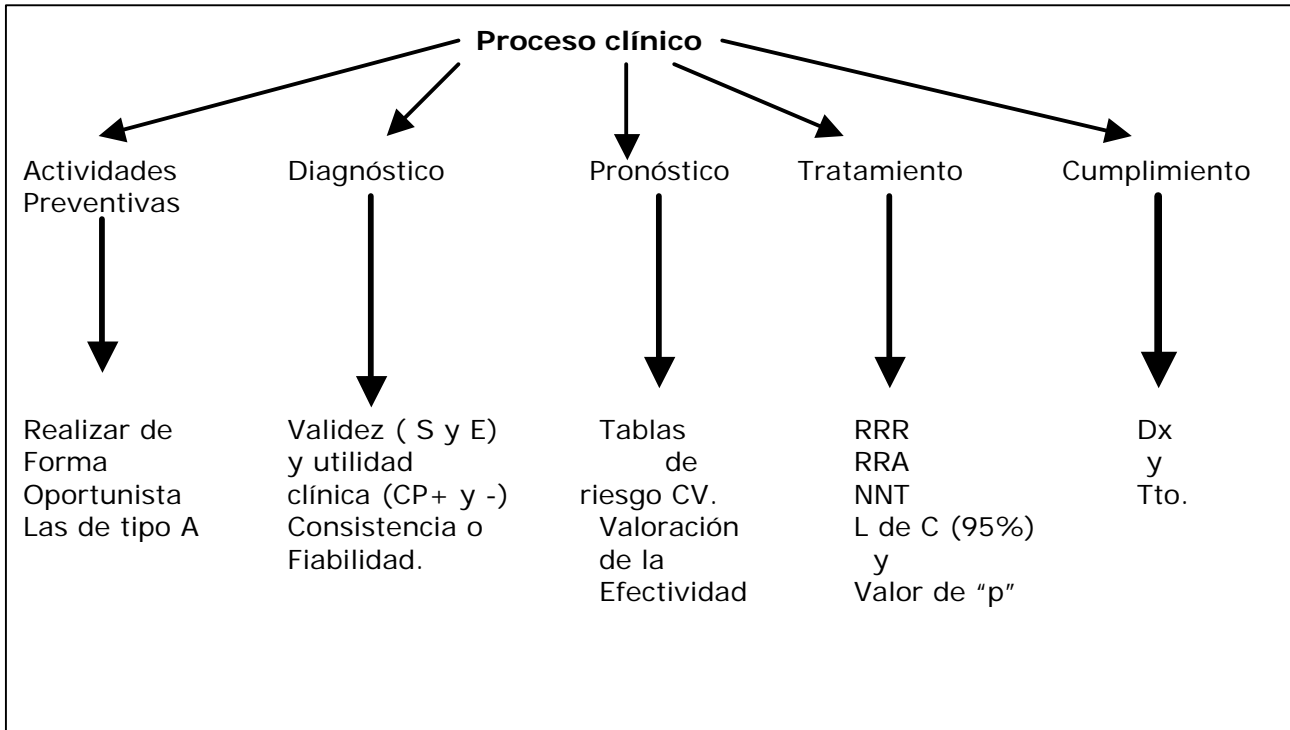 Proceso clínico
Actividades
Preventivas
Diagnóstico
Pronóstico
Tratamiento
Cumplimiento
Realizar de
Forma
Oportunista
Las de tipo A
Validez ( S y E)
y utilidad
clínica (CP+ y -)
Consistencia o
Fiabilidad.
Tablas
de
riesgo CV.
Valoración
de la
Efectividad
RRR
RRA
NNT
L de C (95%)
y
Valor de “p”
Dx
y
Tto.